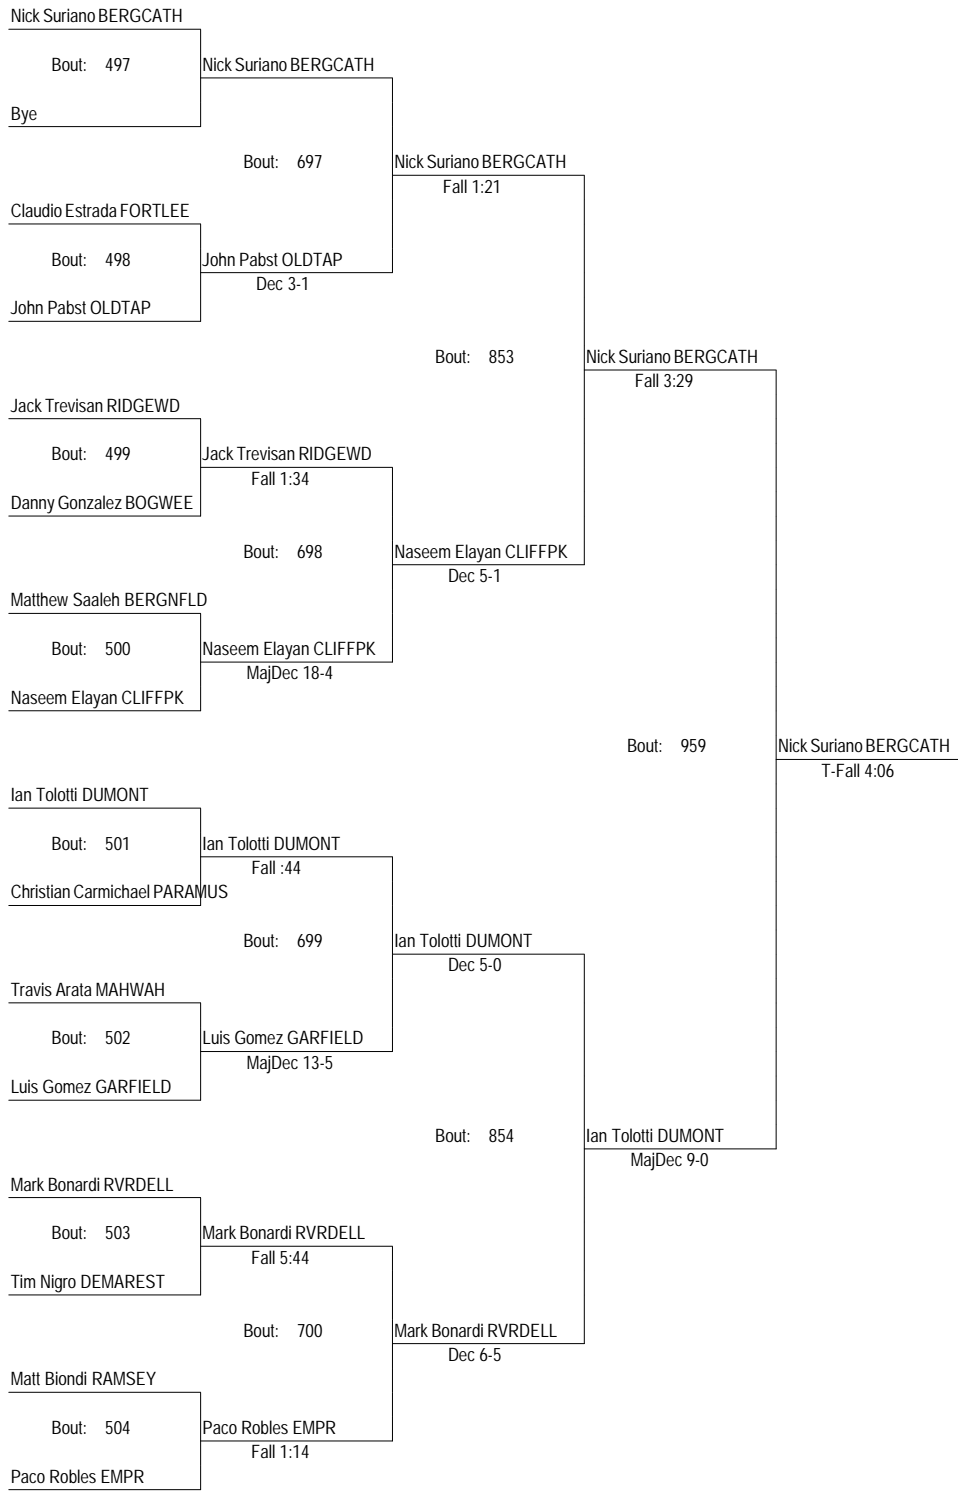 Nick Suriano BERGCATH
Bout: 497
Nick Suriano BERGCATH
Bye
Bout: 697
Nick Suriano BERGCATH
Fall 1:21
Claudio Estrada FORTLEE
Bout: 498
John Pabst OLDTAP
Dec 3-1
John Pabst OLDTAP
Bout: 853
Nick Suriano BERGCATH
Fall 3:29
Jack Trevisan RIDGEWD
Bout: 499
Jack Trevisan RIDGEWD
Fall 1:34
Danny Gonzalez BOGWEE
Bout: 698
Naseem Elayan CLIFFPK
Dec 5-1
Matthew Saaleh BERGNFLD
Bout: 500
Naseem Elayan CLIFFPK
MajDec 18-4
Naseem Elayan CLIFFPK
Bout: 959
Nick Suriano BERGCATH
T-Fall 4:06
Ian Tolotti DUMONT
Bout: 501
Ian Tolotti DUMONT
Fall :44
Christian Carmichael PARAMUS
Bout: 699
Ian Tolotti DUMONT
Dec 5-0
Travis Arata MAHWAH
Bout: 502
Luis Gomez GARFIELD
MajDec 13-5
Luis Gomez GARFIELD
Bout: 854
Ian Tolotti DUMONT
MajDec 9-0
Mark Bonardi RVRDELL
Bout: 503
Mark Bonardi RVRDELL
Fall 5:44
Tim Nigro DEMAREST
Bout: 700
Mark Bonardi RVRDELL
Dec 6-5
Matt Biondi RAMSEY
Bout: 504
Paco Robles EMPR
Fall 1:14
Paco Robles EMPR